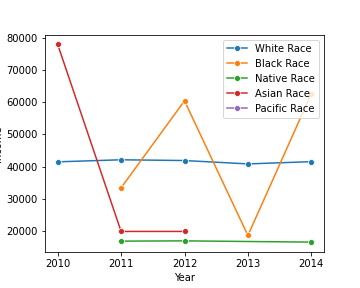 80000
70000
60000
50000
40000
30000
20000
2010
2011
2012
2013
2014
Year
White Race
Black Race
Native Race
Asian Race
Pacific Race